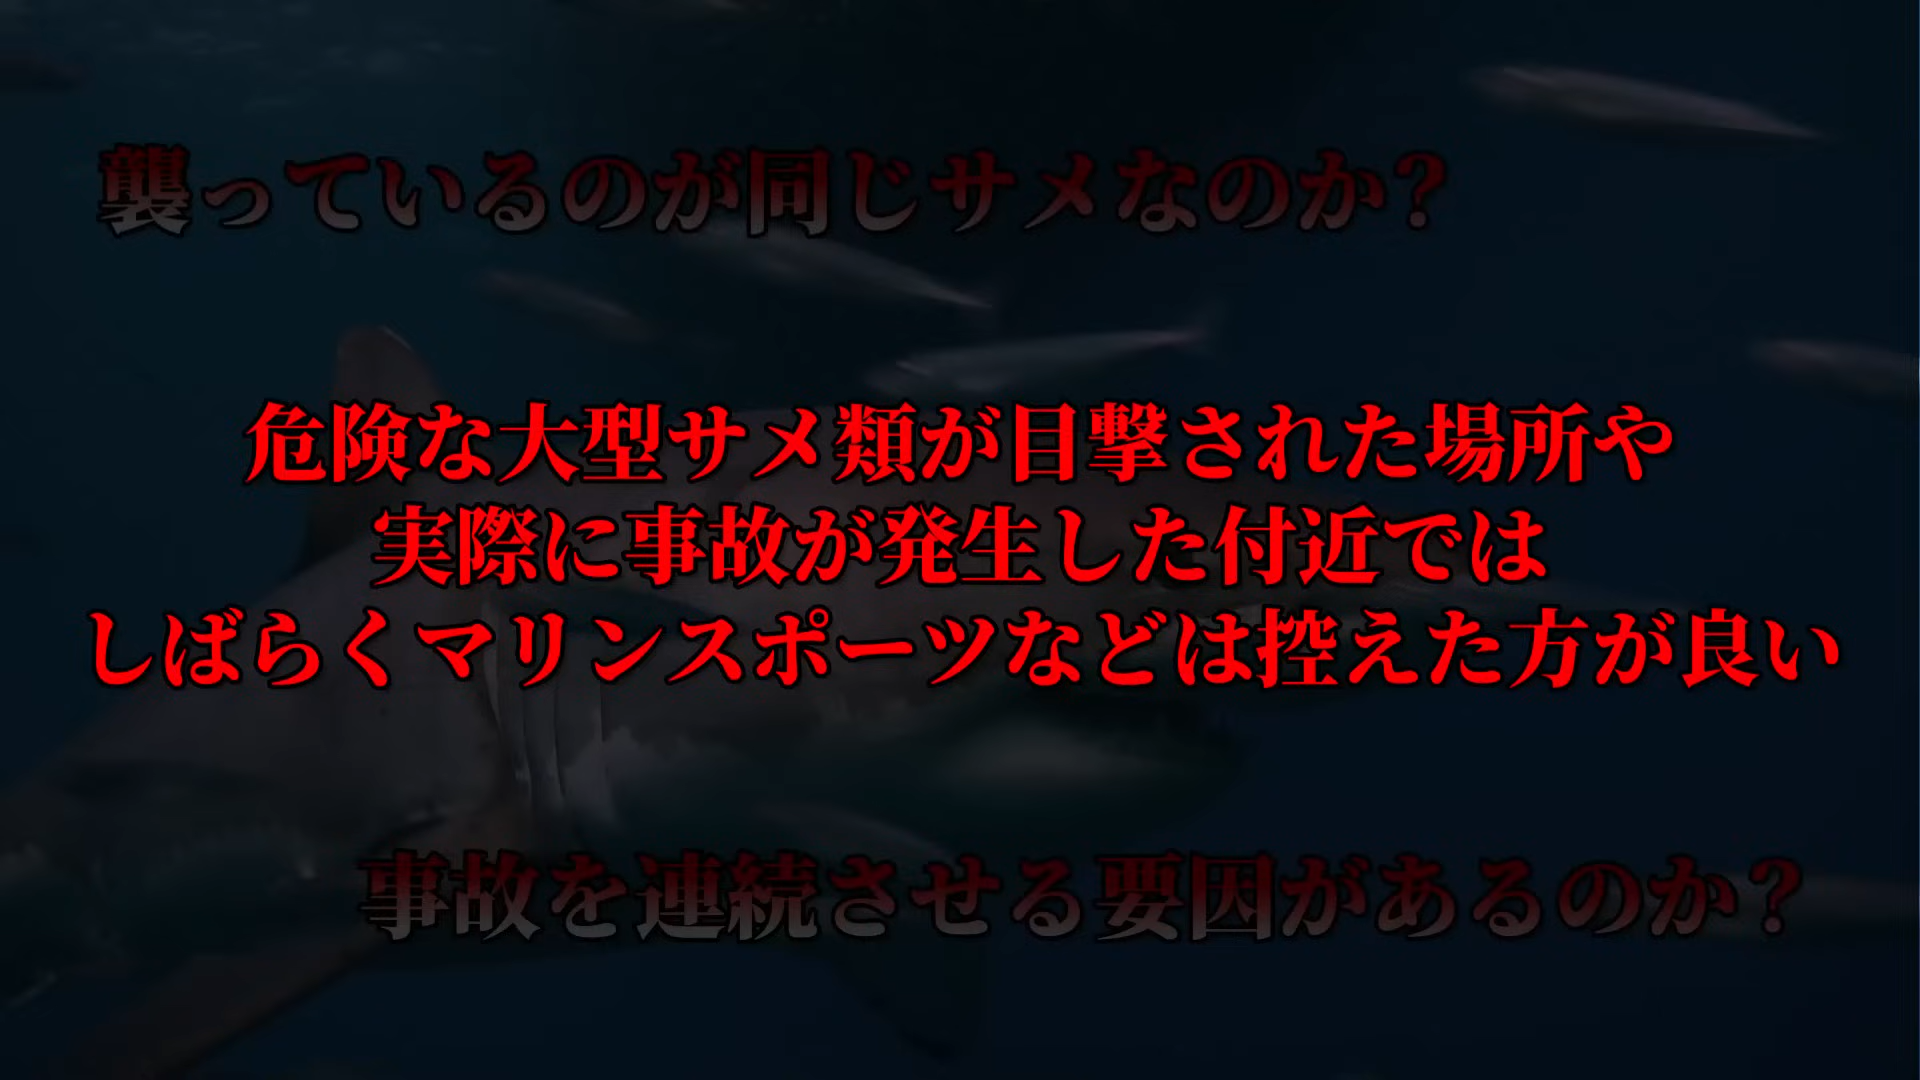 襲っているのが同じサメなのか?
危険な大型サメ類が目撃された場所や
実際に事故が発生した付近では
しばらくマリンスポーツなどは控えた方が良い
事故を連続させる要因があるのか?